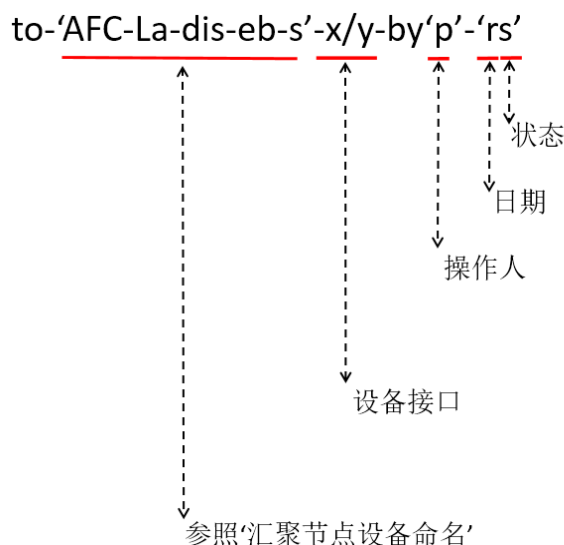 to-‘AFC-La-dis-eb-s’-x/y-by‘p’-‘rs’
状态
日期
操作人
设备接口
参照‘汇聚节点设备命名’